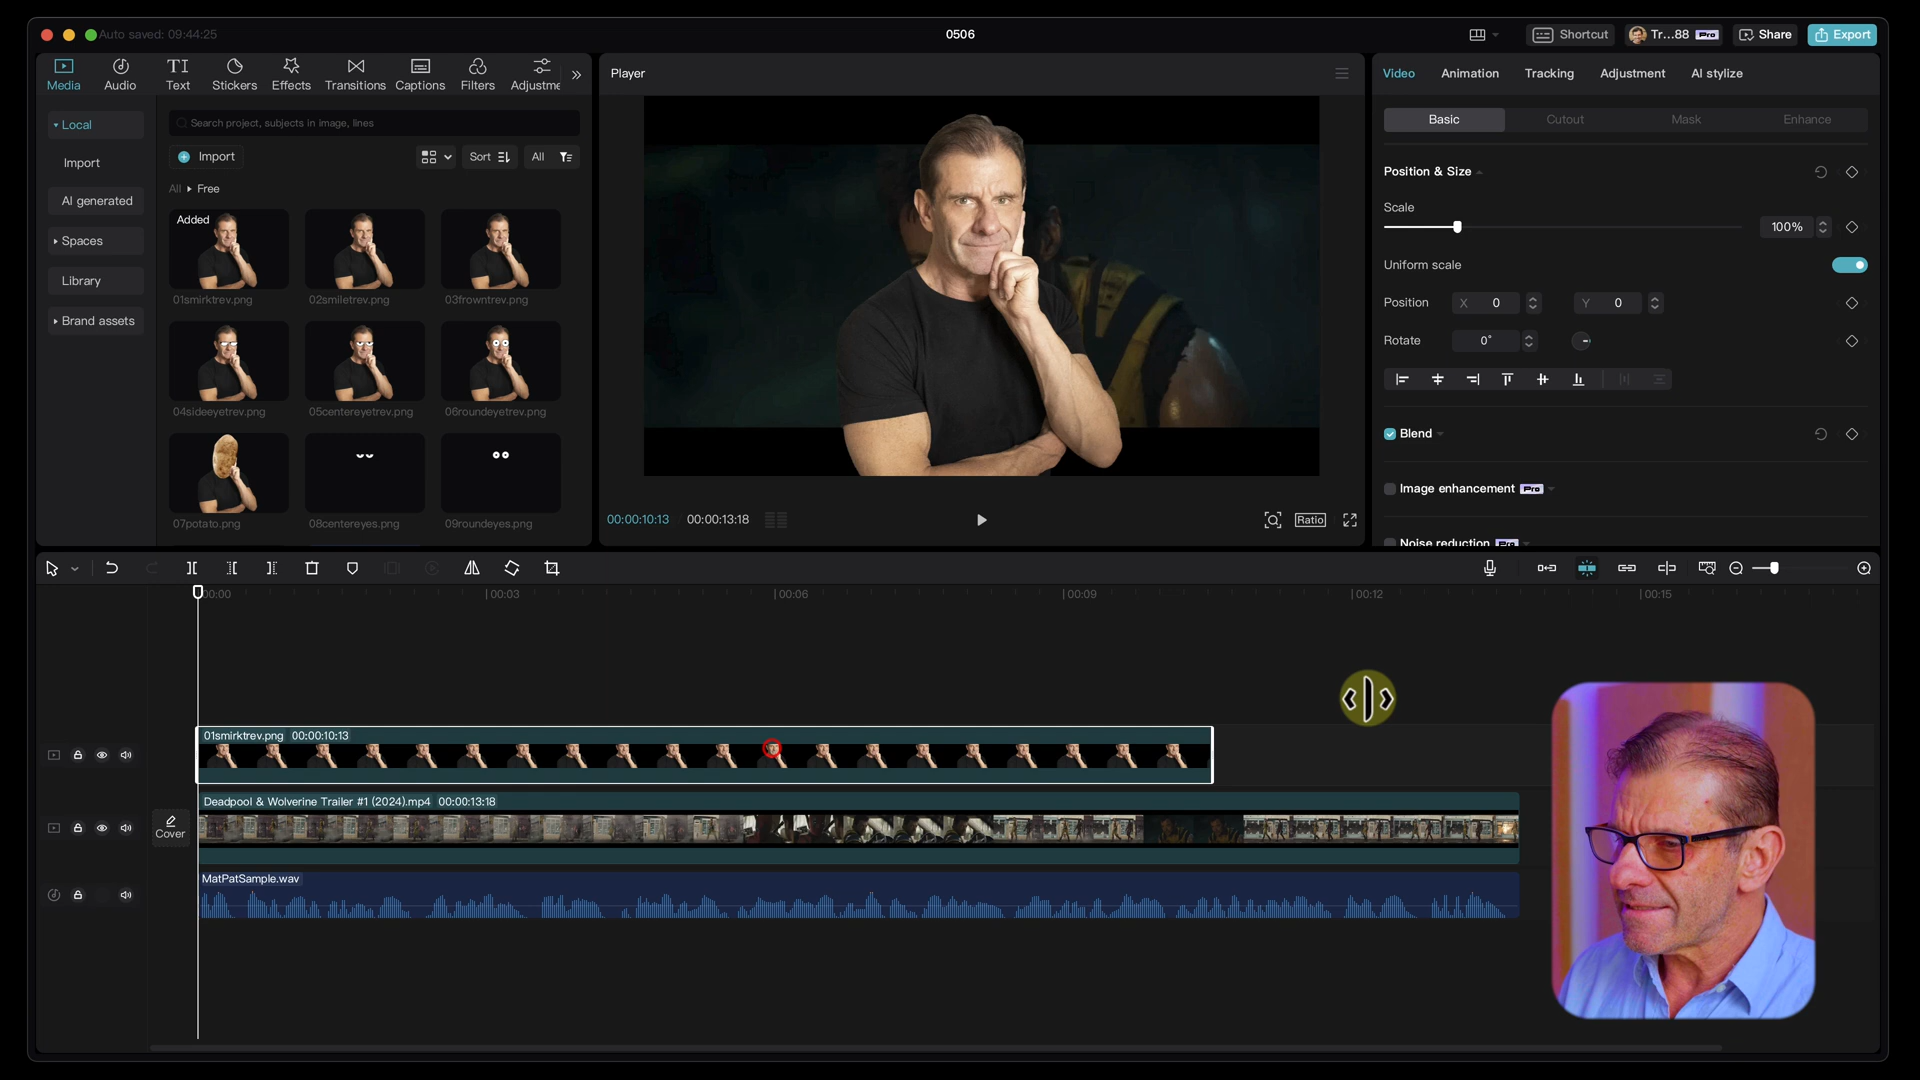 Auto saved: 09:44:25
0506
Shortcut
Tr...88 Pro
Share
Export
Media
Audio
Text
Stickers
Effects
Transitions
Captions
Filters
Adjustme
Local
Import
AI generated
Spaces
Library
Brand assets
Search project, subjects in image, lines
Import
Sort
All
All Free
Added
01smirktrev.png
02smiletrev.png
03frowntrev.png
04sideeyetrev.png
05centereyetrev.png
06roundeyetrev.png
07potato.png
08centereyes.png
09roundeyes.png
Player
00:00:10:13
00:00:13:18
Ratio
Video
Animation
Tracking
Adjustment
AI stylize
Basic
Cutout
Mask
Enhance
Position & Size
Scale
100%
Uniform scale
Position
X 0
Y 0
Rotate
0°
Blend
Image enhancement Pro
Noise reduction Pro
00:00
00:03
00:06
00:09
00:12
00:15
01smirktrev.png 00:00:10:13
Deadpool & Wolverine Trailer #1 (2024).mp4 00:00:13:18
Cover
MatPatSample.wav